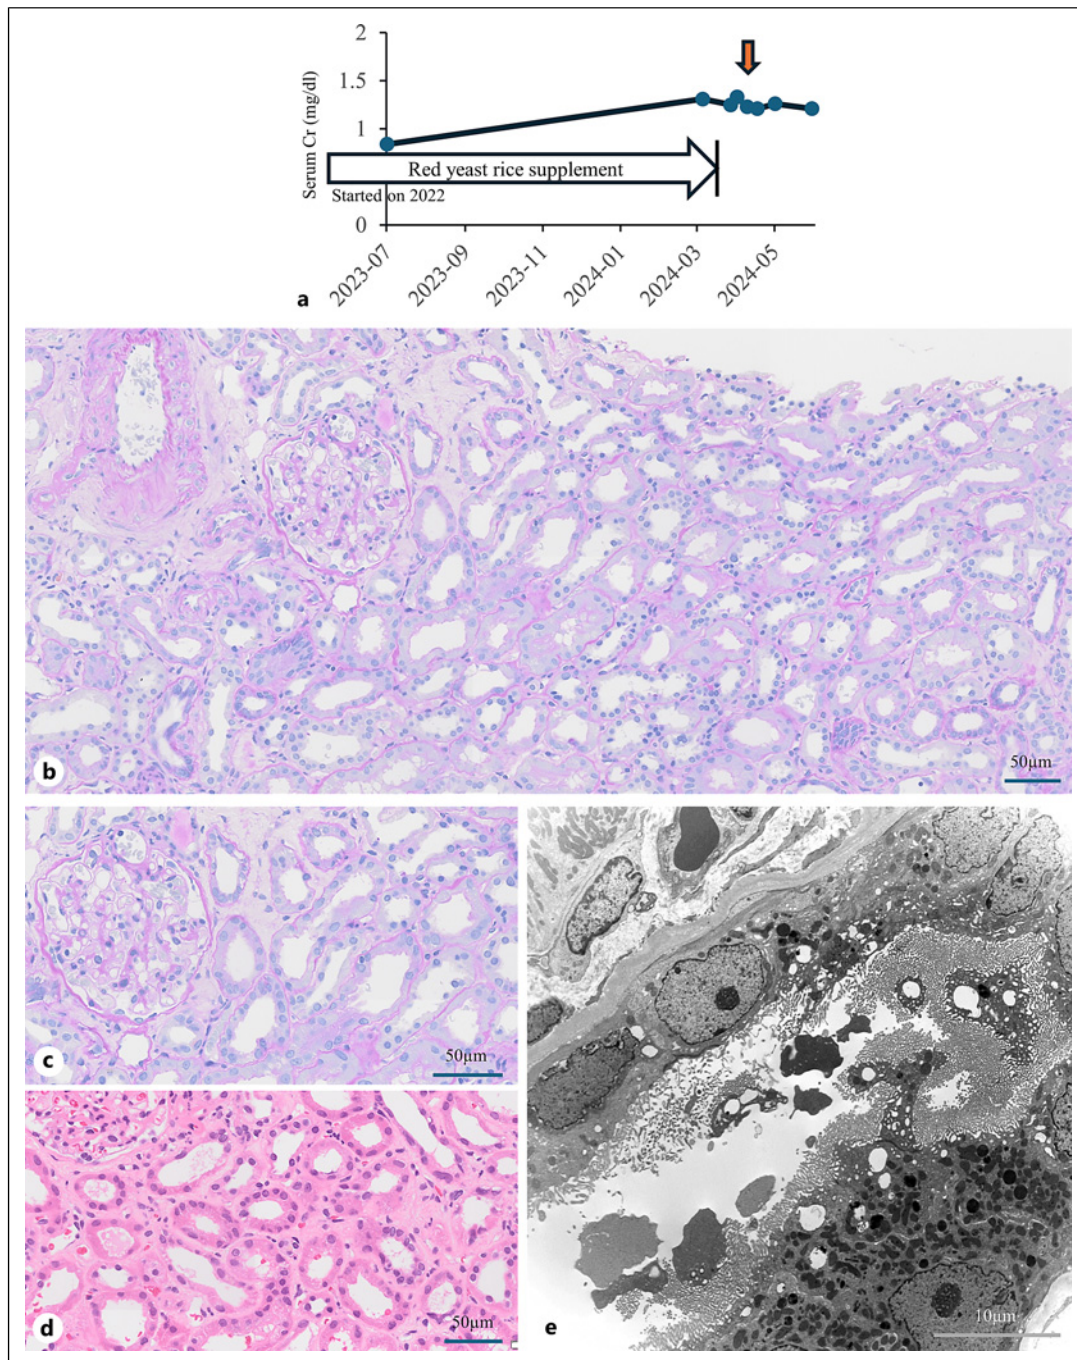 2
1.5
1
0
Serum Cr (mg/dl)
Red yeast rice supplement
Started on 2022
2023-07
2023-09
2023-11
2024-01
2024-03
2024-05
a
b
50µm
c
50µm
d
50µm
e
10µm